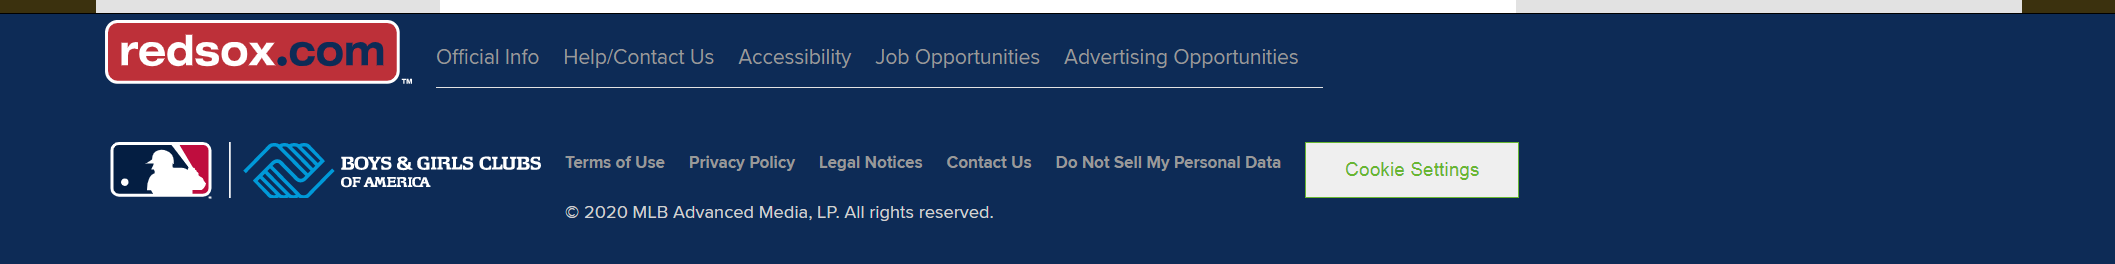 redsox.com™
Official Info Help/Contact Us Accessibility Job Opportunities Advertising Opportunities
BOYS & GIRLS CLUBS
OF AMERICA
Terms of Use Privacy Policy Legal Notices Contact Us Do Not Sell My Personal Data Cookie Settings
© 2020 MLB Advanced Media, LP. All rights reserved.